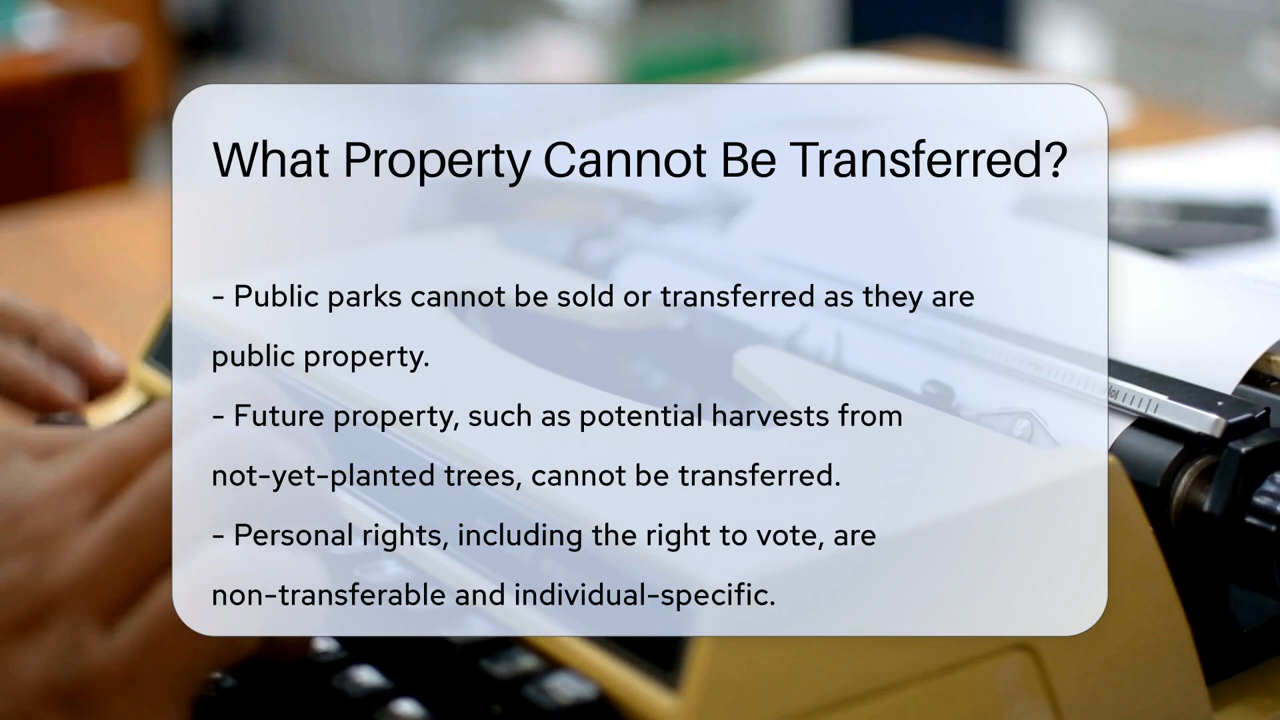 What Property Cannot Be Transferred?
- Public parks cannot be sold or transferred as they are
public property.
- Future property, such as potential harvests from
not-yet-planted trees, cannot be transferred.
- Personal rights, including the right to vote, are
non-transferable and individual-specific.